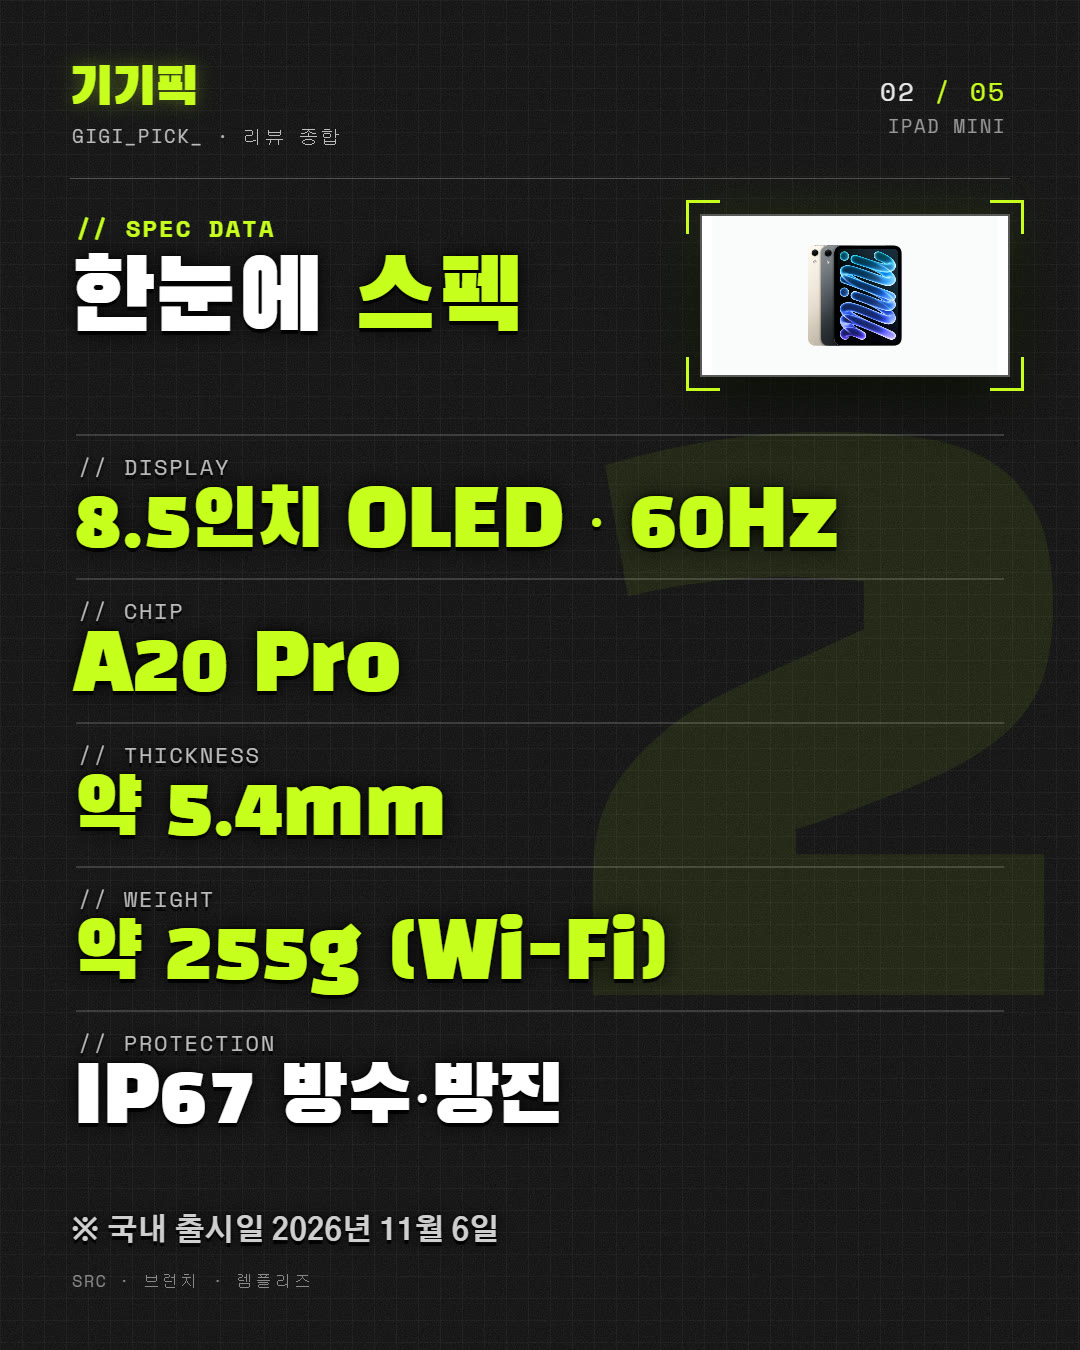 기기픽
GIGI_PICK_ · 리뷰 종합
02 / 05
IPAD MINI
// SPEC DATA
한눈에 스펙
// DISPLAY
8.5인치 OLED · 60Hz
// CHIP
A20 Pro
// THICKNESS
약 5.4mm
// WEIGHT
약 255g (Wi-Fi)
// PROTECTION
IP67 방수·방진
※ 국내 출시일 2026년 11월 6일
SRC · 브런치 · 렘플리즈